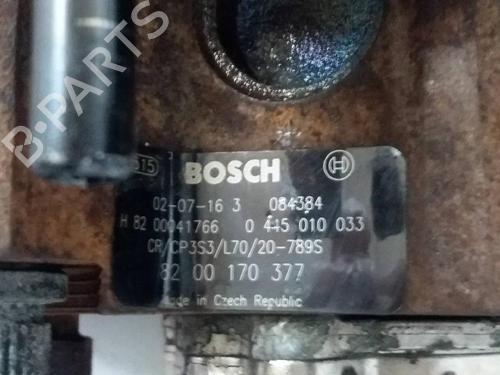 B-PARTS
615 BOSCH
02-07-16 3 084384
H 82 00041766 0 445 010 033
CR/CP3S3/L70/20-789S
82 00 170 377
Made in Czech Republic